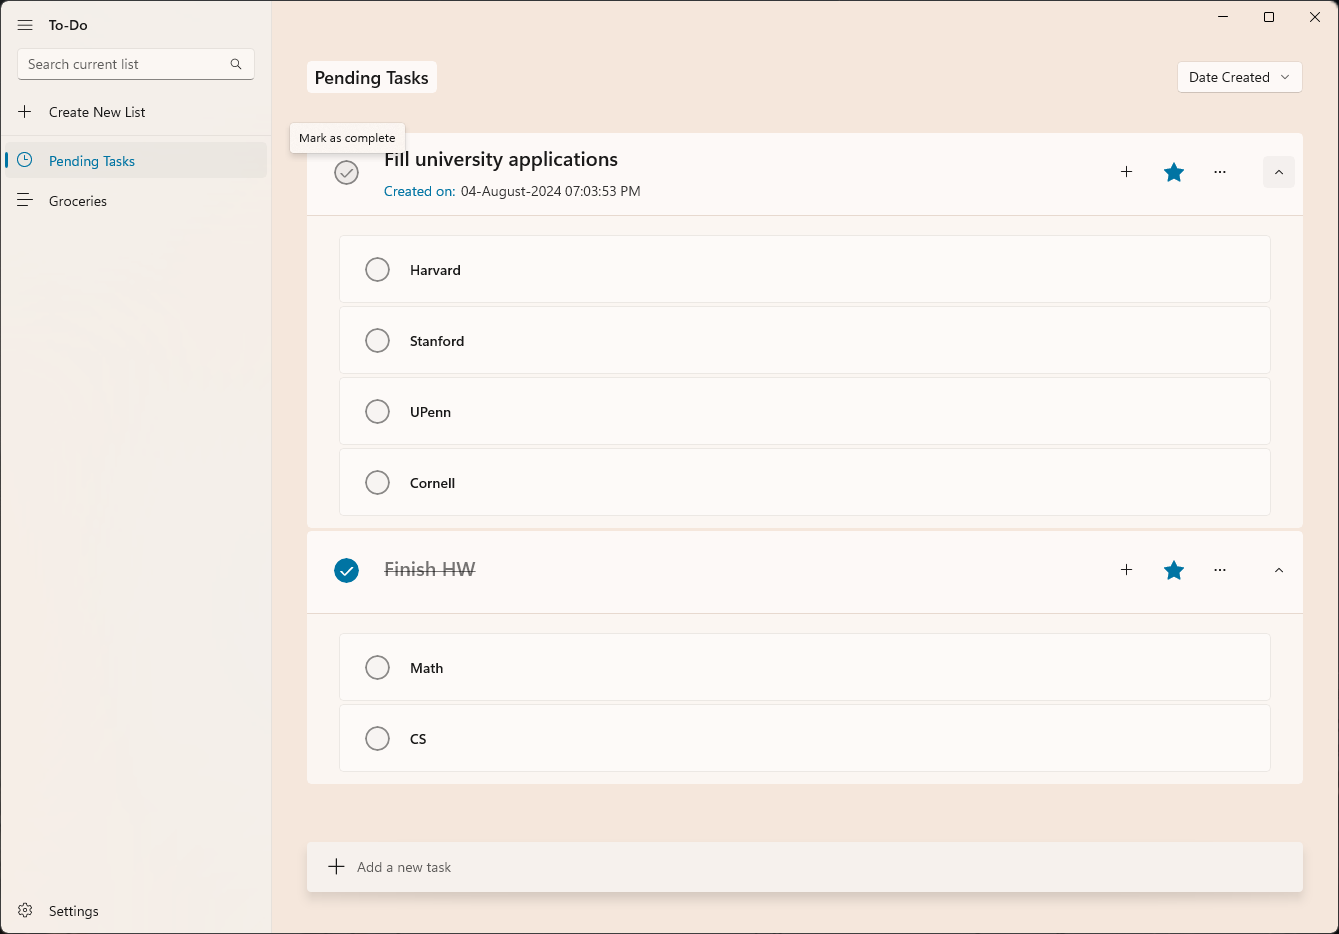 To-Do
Search current list
Create New List
Pending Tasks
Groceries
Settings
Pending Tasks
Date Created
Mark as complete
Fill university applications
Created on: 04-August-2024 07:03:53 PM
Harvard
Stanford
UPenn
Cornell
Finish HW
Math
CS
Add a new task